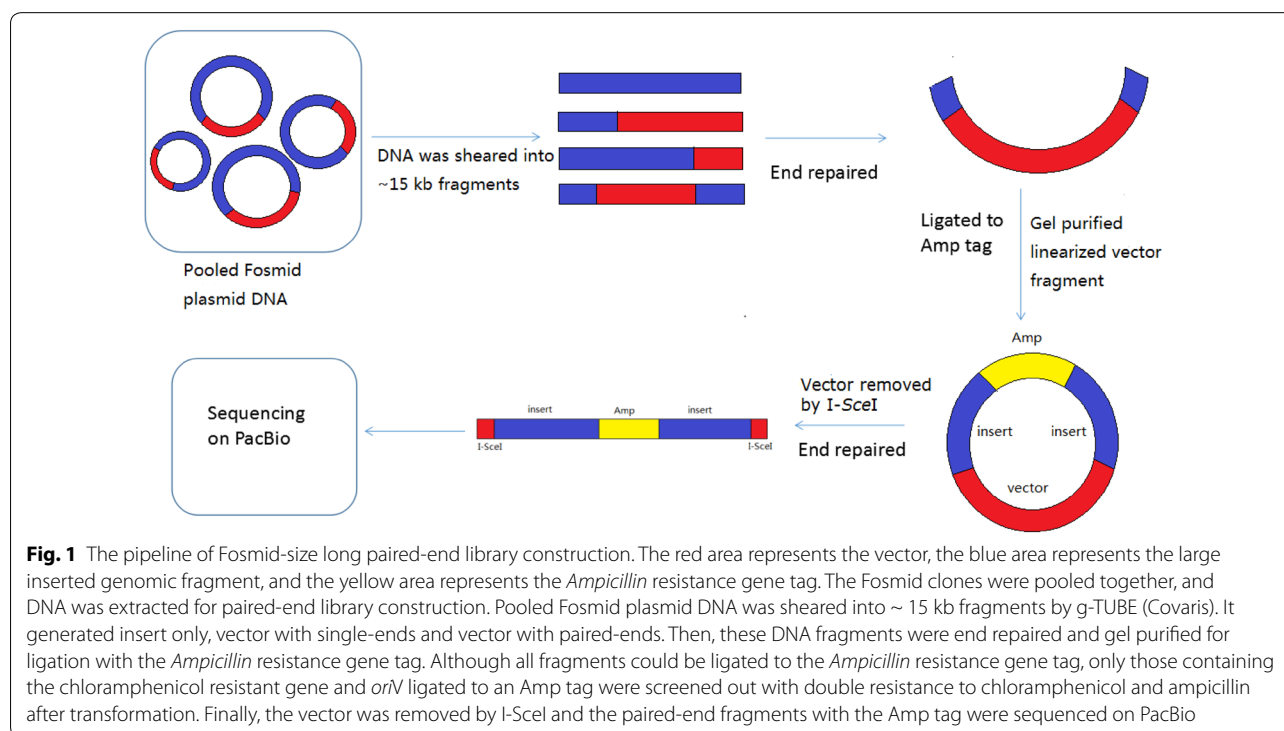 Pooled Fosmid
plasmid DNA
DNA was sheared into
~15 kb fragments
End repaired
Ligated to
Amp tag
Gel purified
linearized vector
fragment
Amp
insert
insert
vector
Vector removed
by I-SceI
End repaired
insert
Amp
insert
I-SceI
I-SceI
Sequencing
on PacBio
Fig. 1 The pipeline of Fosmid-size long paired-end library construction. The red area represents the vector, the blue area represents the large
inserted genomic fragment, and the yellow area represents the Ampicillin resistance gene tag. The Fosmid clones were pooled together, and
DNA was extracted for paired-end library construction. Pooled Fosmid plasmid DNA was sheared into ~ 15 kb fragments by g-TUBE (Covaris). It
generated insert only, vector with single-ends and vector with paired-ends. Then, these DNA fragments were end repaired and gel purified for
ligation with the Ampicillin resistance gene tag. Although all fragments could be ligated to the Ampicillin resistance gene tag, only those containing
the chloramphenicol resistant gene and oriV ligated to an Amp tag were screened out with double resistance to chloramphenicol and ampicillin
after transformation. Finally, the vector was removed by I-SceI and the paired-end fragments with the Amp tag were sequenced on PacBio